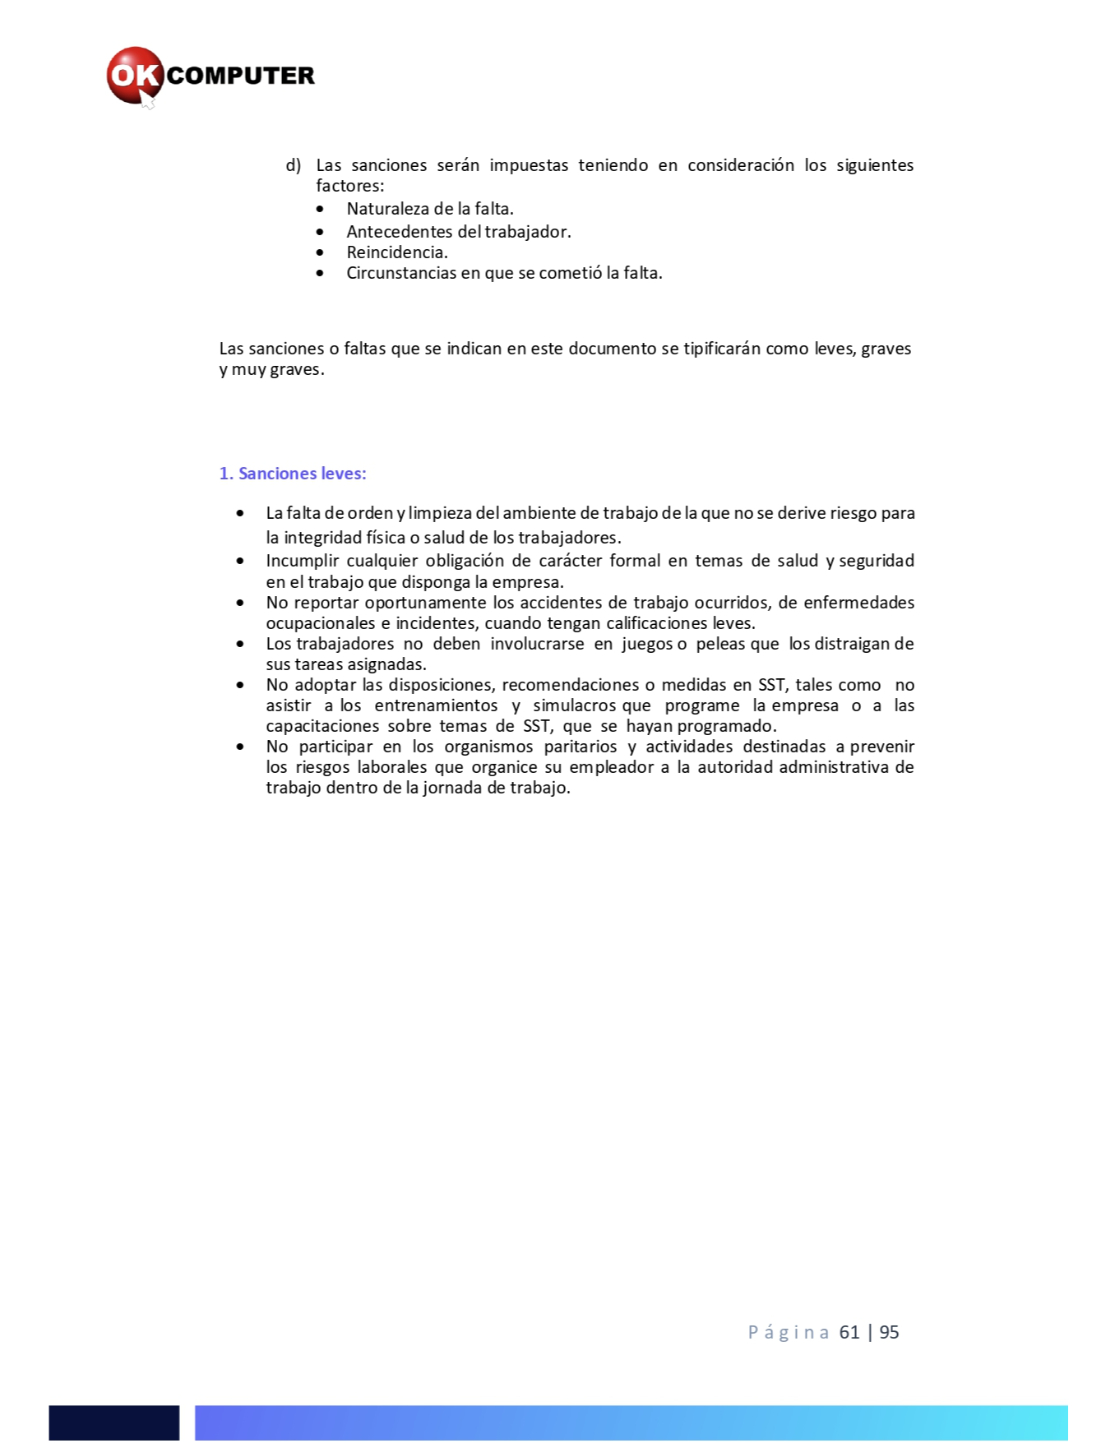 OK COMPUTER
d) Las sanciones serán impuestas teniendo en consideración los siguientes
factores:
• Naturaleza de la falta.
• Antecedentes del trabajador.
• Reincidencia.
• Circunstancias en que se cometió la falta.
Las sanciones o faltas que se indican en este documento se tipificarán como leves, graves
y muy graves.
1. Sanciones leves:
• La falta de orden y limpieza del ambiente de trabajo de la que no se derive riesgo para
la integridad física o salud de los trabajadores.
• Incumplir cualquier obligación de carácter formal en temas de salud y seguridad
en el trabajo que disponga la empresa.
• No reportar oportunamente los accidentes de trabajo ocurridos, de enfermedades
ocupacionales e incidentes, cuando tengan calificaciones leves.
• Los trabajadores no deben involucrarse en juegos o peleas que los distraigan de
sus tareas asignadas.
• No adoptar las disposiciones, recomendaciones o medidas en SST, tales como no
asistir a los entrenamientos y simulacros que programe la empresa o a las
capacitaciones sobre temas de SST, que se hayan programado.
• No participar en los organismos paritarios y actividades destinadas a prevenir
los riesgos laborales que organice su empleador a la autoridad administrativa de
trabajo dentro de la jornada de trabajo.
Página 61 | 95